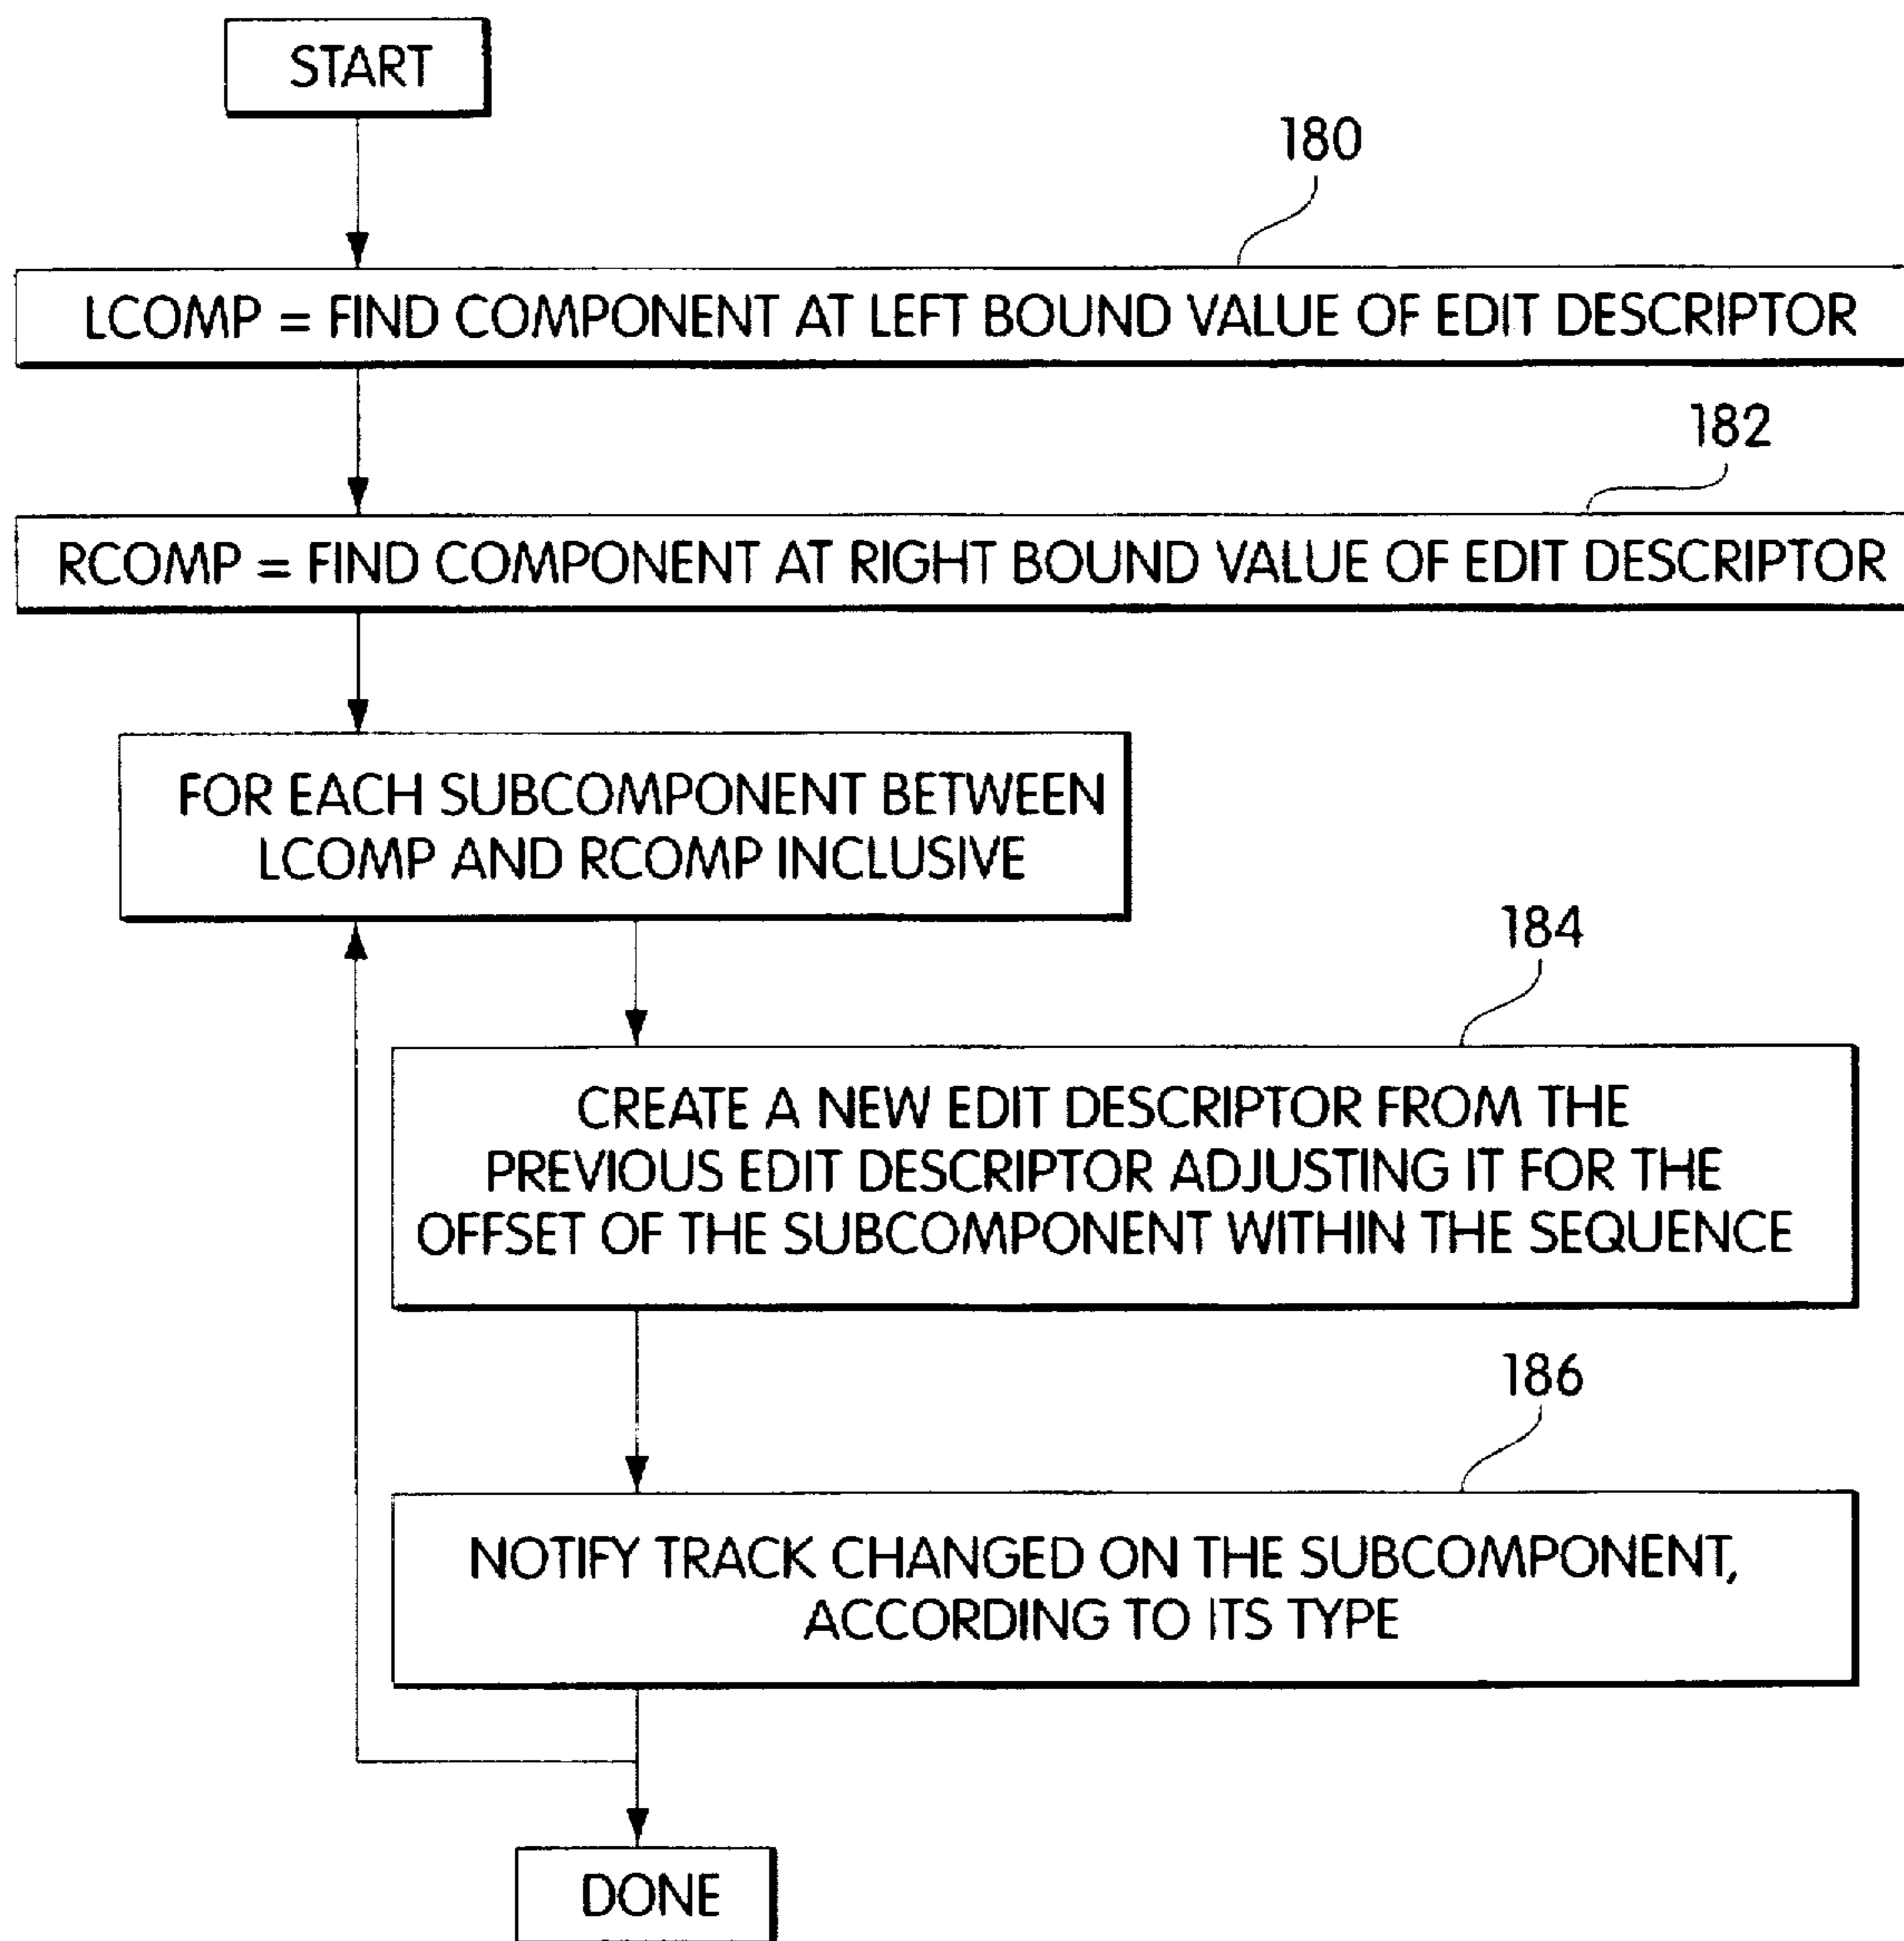 START
180
LCOMP = FIND COMPONENT AT LEFT BOUND VALUE OF EDIT DESCRIPTOR
182
RCOMP = FIND COMPONENT AT RIGHT BOUND VALUE OF EDIT DESCRIPTOR
FOR EACH SUBCOMPONENT BETWEEN
LCOMP AND RCOMP INCLUSIVE
184
CREATE A NEW EDIT DESCRIPTOR FROM THE
PREVIOUS EDIT DESCRIPTOR ADJUSTING IT FOR THE
OFFSET OF THE SUBCOMPONENT WITHIN THE SEQUENCE
186
NOTIFY TRACK CHANGED ON THE SUBCOMPONENT,
ACCORDING TO ITS TYPE
DONE